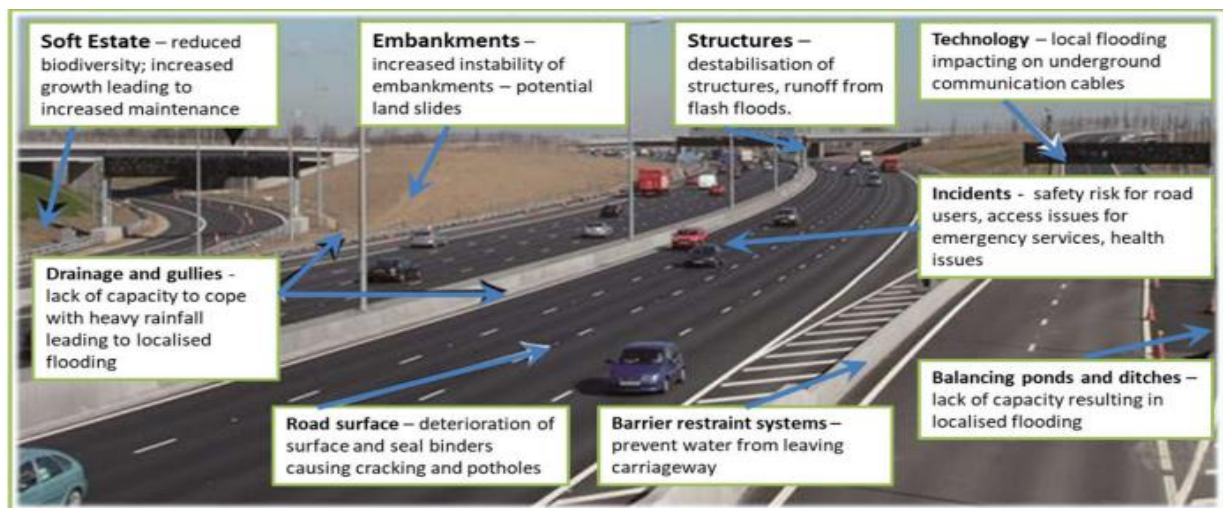 Soft Estate – reduced
biodiversity; increased
growth leading to
increased maintenance
Embankments –
increased instability of
embankments – potential
land slides
Structures –
destabilisation of
structures, runoff from
flash floods.
Technology – local flooding
impacting on underground
communication cables
Incidents - safety risk for road
users, access issues for
emergency services, health
issues
Drainage and gullies -
lack of capacity to cope
with heavy rainfall
leading to localised
flooding
Road surface – deterioration of
surface and seal binders
causing cracking and potholes
Barrier restraint systems –
prevent water from leaving
carriageway
Balancing ponds and ditches –
lack of capacity resulting in
localised flooding